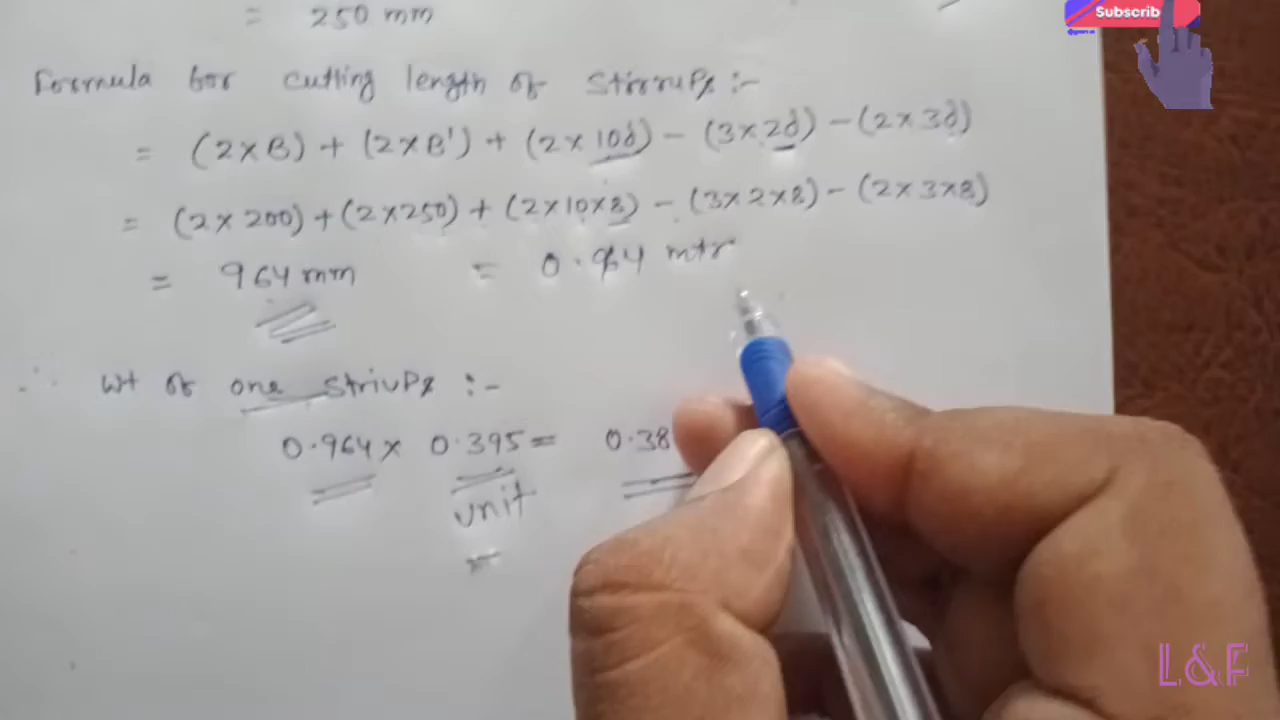 = 250 mm
Subscrib
Formula for cutting length of Stirrups :-
= (2×B) + (2×B') + (2×10d) - (3×2d) - (2×3d)
= (2×200) + (2×250) + (2×10×8) - (3×2×8) - (2×3×8)
= 964 mm = 0.964 mtr
∴ Wt of one StriuPs :-
0.964 × 0.395 = 0.38
unit
L&F